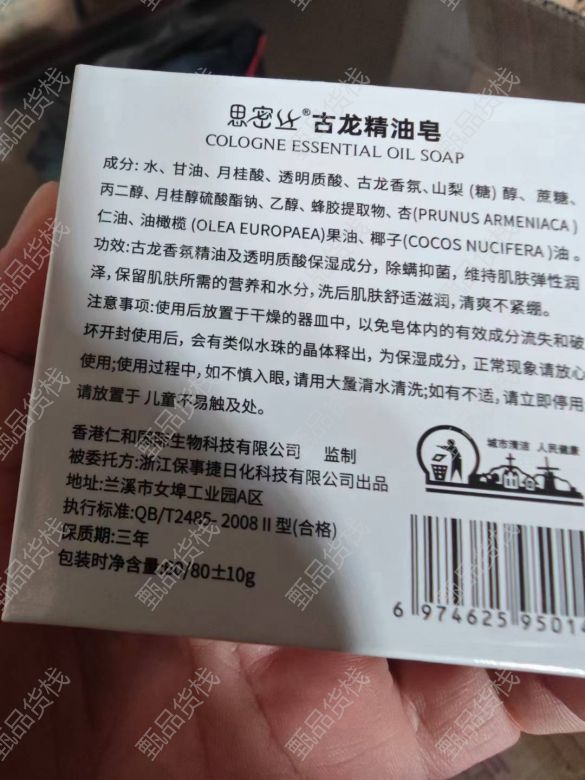 思密丝®古龙精油皂
COLOGNE ESSENTIAL OIL SOAP
成分: 水、甘油、月桂酸、透明质酸、古龙香氛、山梨 (糖) 醇、蔗糖、
丙二醇、月桂醇硫酸酯钠、乙醇、蜂胶提取物、杏(PRUNUS ARMENIACA)
仁油、油橄榄 (OLEA EUROPAEA)果油、椰子(COCOS NUCIFERA)油。
功效:古龙香氛精油及透明质酸保湿成分，除螨抑菌，维持肌肤弹性润
泽，保留肌肤所需的营养和水分，洗后肌肤舒适滋润，清爽不紧绷。
注意事项:使用后放置于干燥的器皿中，以免皂体内的有效成分流失和破
坏开封使用后，会有类似水珠的晶体释出，为保湿成分，正常现象请放心
使用;使用过程中，如不慎入眼，请用大量清水清洗;如有不适，请立即停用
请放置于 儿童不易触及处。
香港仁和 生物科技有限公司 监制
被委托方:浙江保事捷日化科技有限公司出品
地址:兰溪市女埠工业园A区
执行标准:QB/T2485- 2008 II 型(合格)
保质期:三年
包装时净含量: /80±10g
城市清洁 人民健康
6 974625 95014
甄品货栈